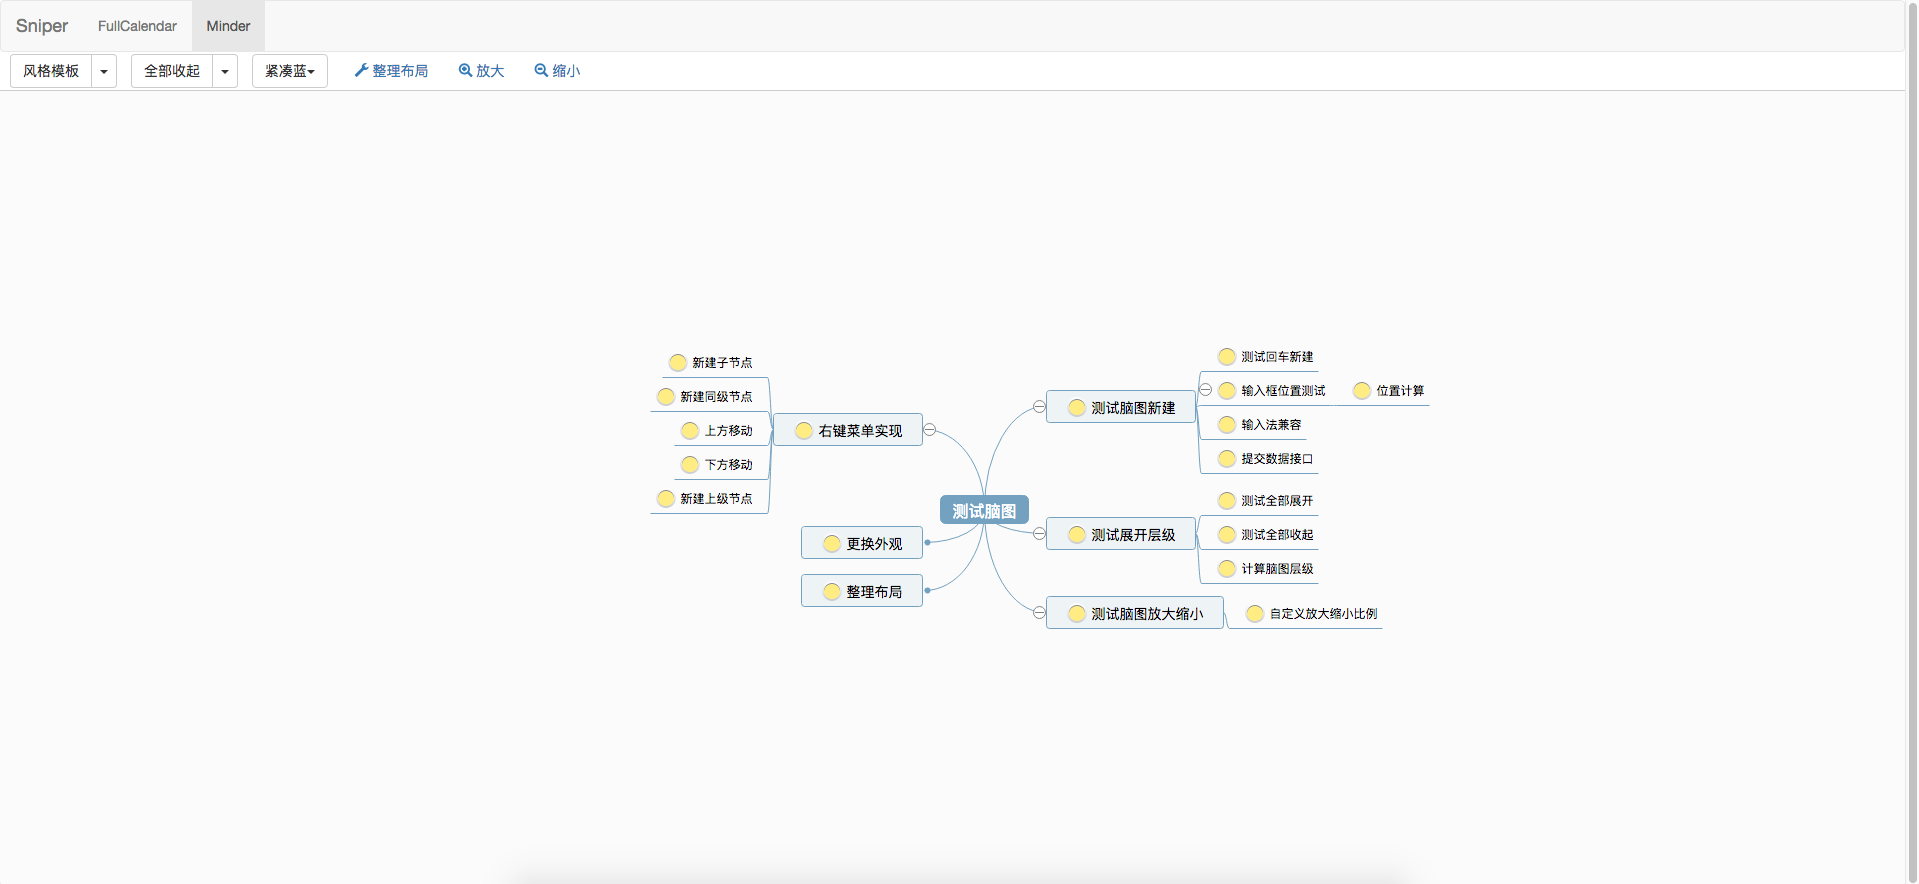 Sniper FullCalendar Minder
风格模板 全部收起 紧凑蓝 整理布局 放大 缩小
新建子节点
新建同级节点
上方移动
下方移动
新建上级节点
右键菜单实现
更换外观
整理布局
测试脑图
测试脑图新建
测试回车新建
输入框位置测试
位置计算
输入法兼容
提交数据接口
测试展开层级
测试全部展开
测试全部收起
计算脑图层级
测试脑图放大缩小
自定义放大缩小比例